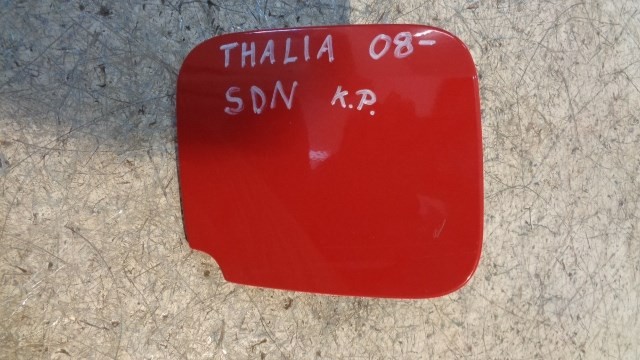 THALIA 08-
SDN K.P.